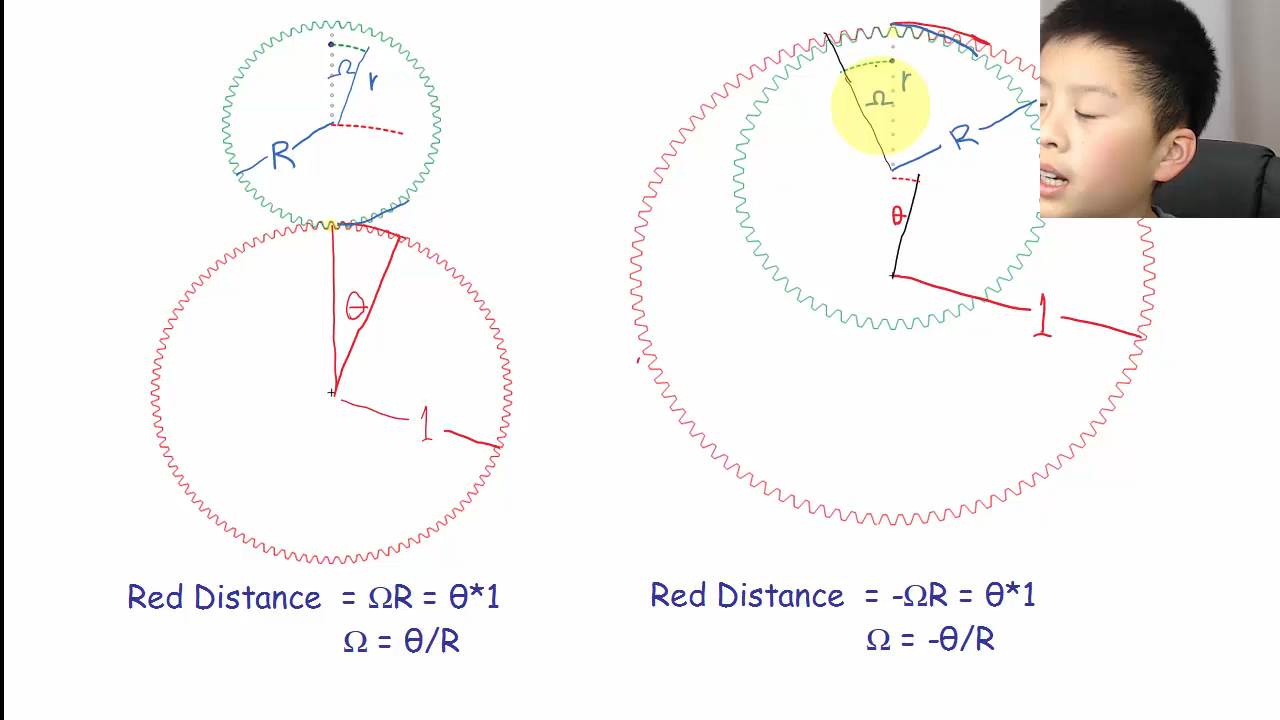 Ω
r
R
θ
1
Ω
r
R
θ
1
Red Distance = ΩR = θ*1
Ω = θ/R
Red Distance = -ΩR = θ*1
Ω = -θ/R